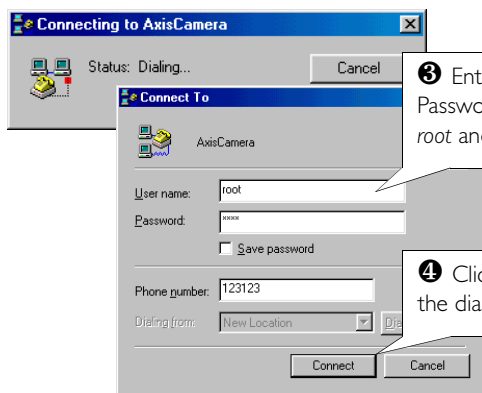 Connecting to AxisCamera
Status: Dialing...
Cancel
Connect To
AxisCamera
User name: root
Password: ××××
Save password
Phone number: 123123
Dialing from: New Location
Connect
Cancel
❸ Ent
Passwo
root an
❹ Clic
the dia